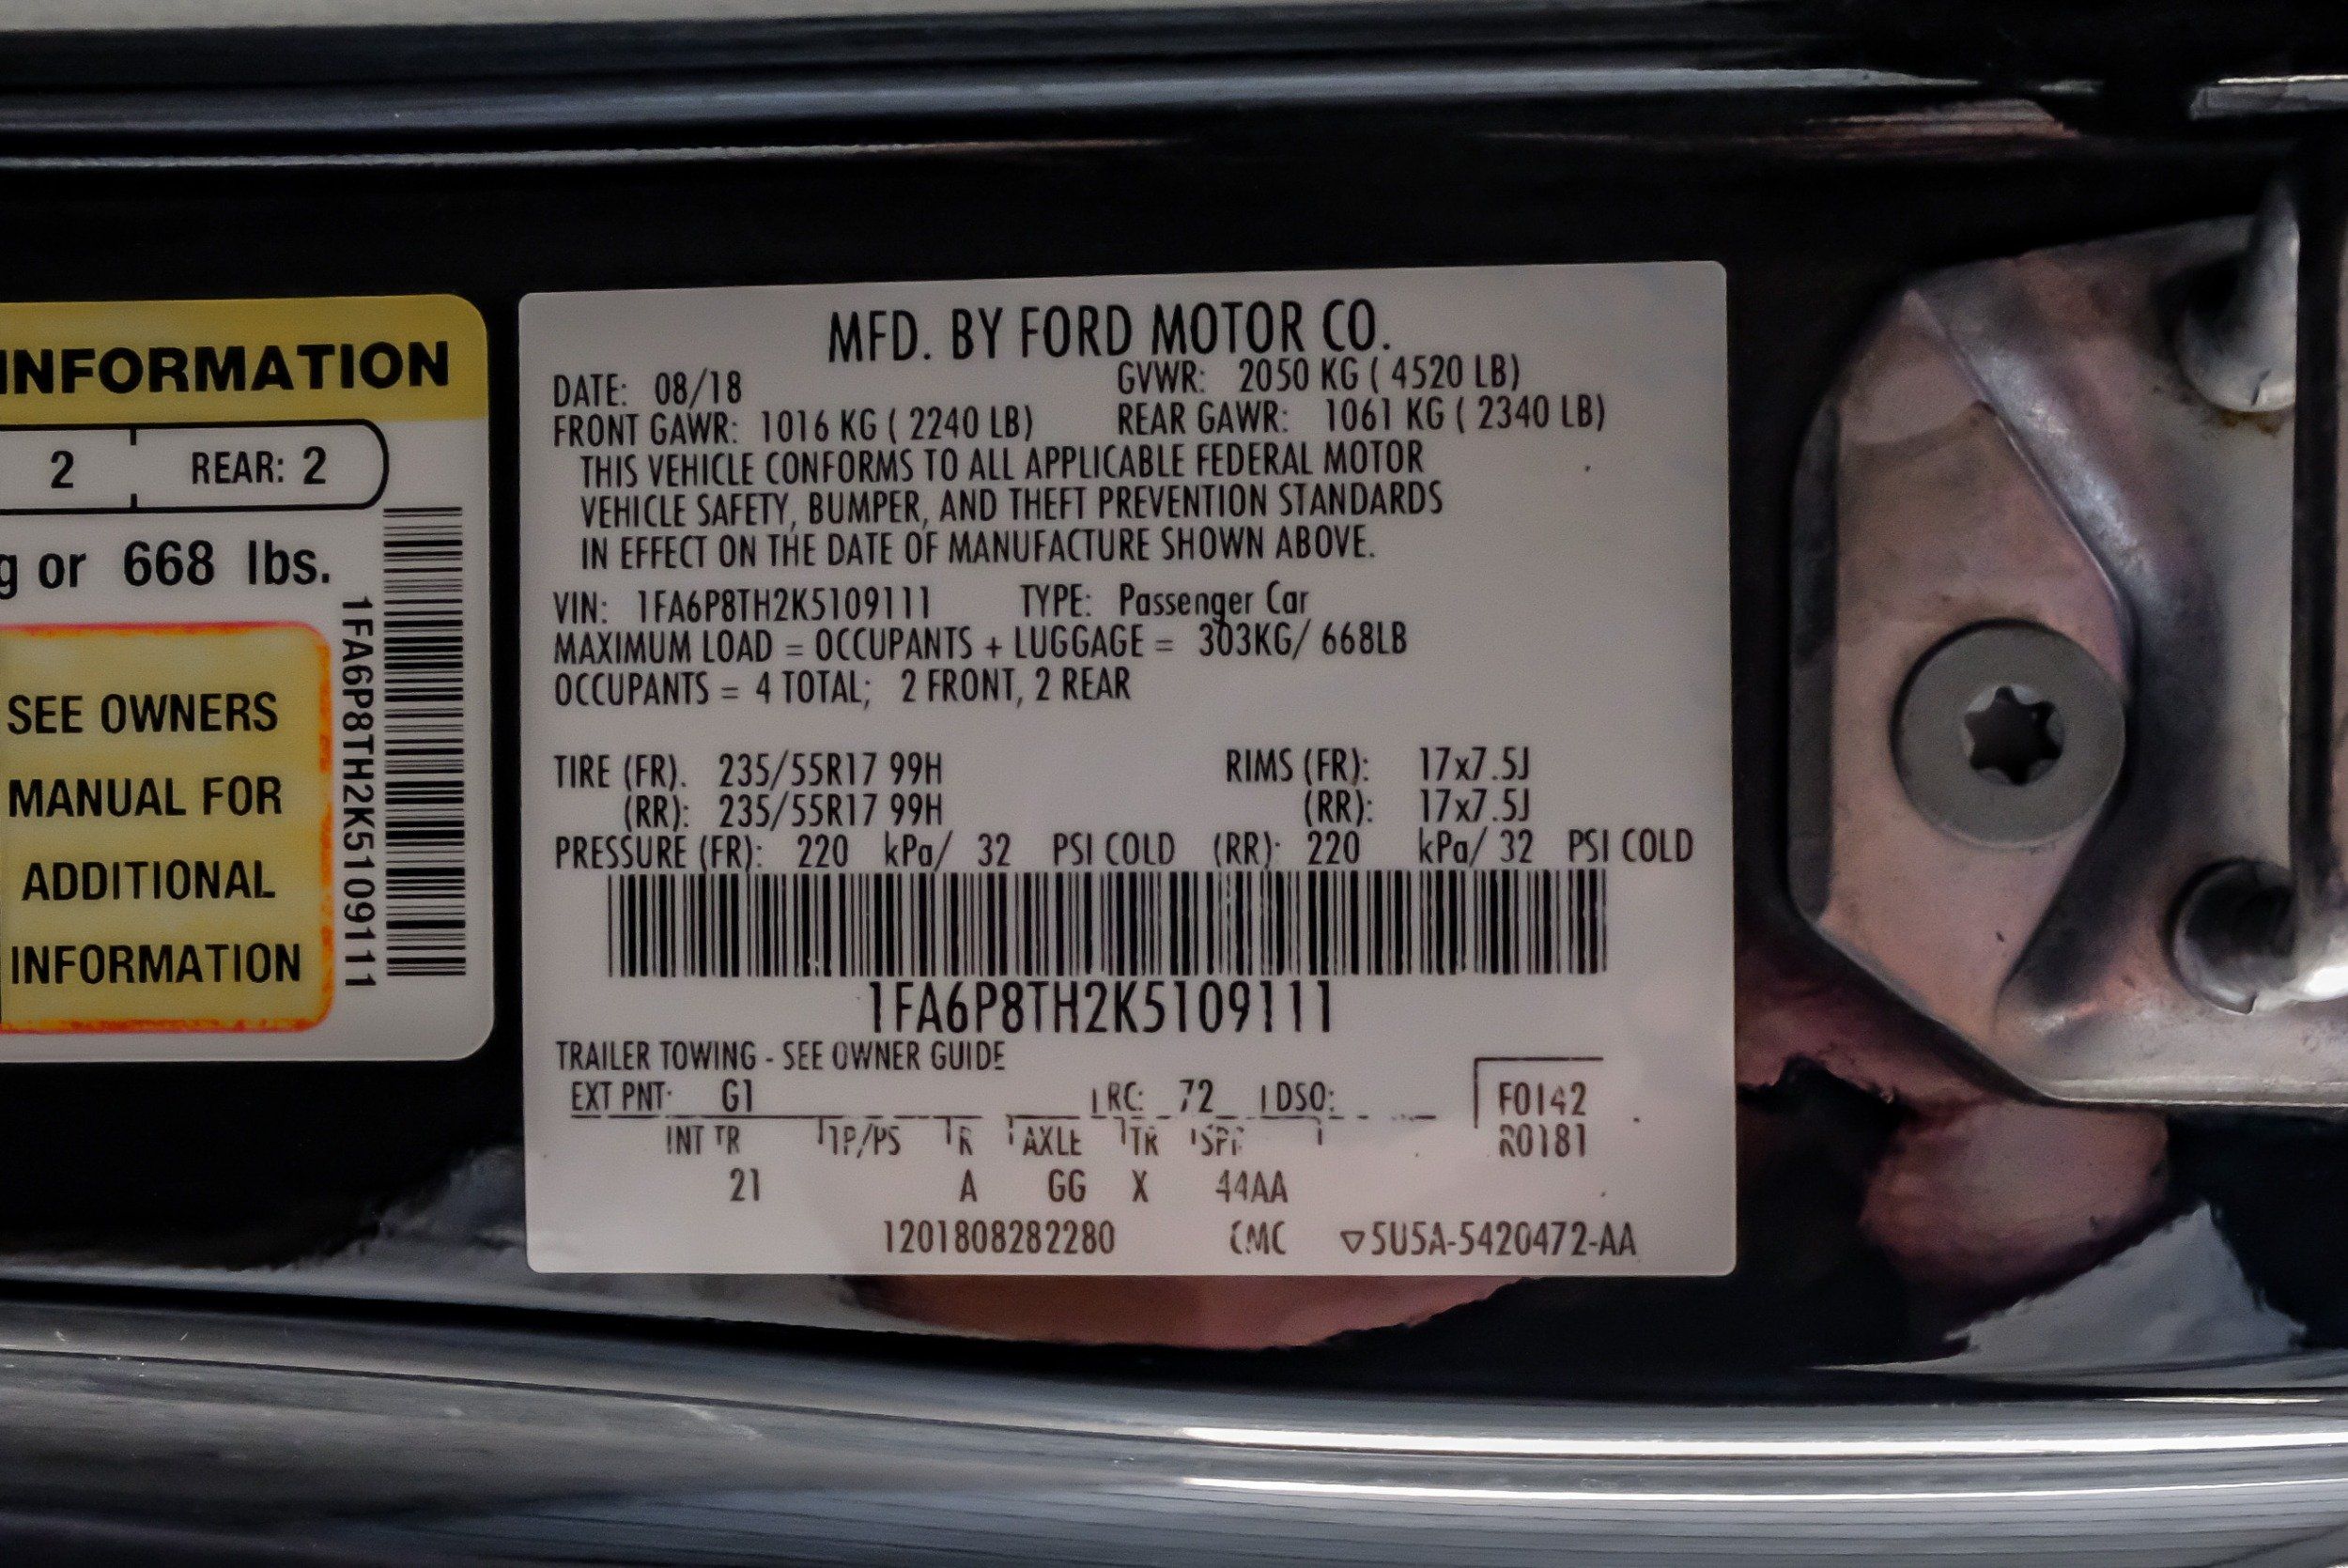 INFORMATION
2 REAR: 2
g or 668 lbs.
SEE OWNERS
MANUAL FOR
ADDITIONAL
INFORMATION
1FA6P8TH2K5109111
MFD. BY FORD MOTOR CO.
DATE: 08/18 GVWR: 2050 KG ( 4520 LB)
FRONT GAWR: 1016 KG ( 2240 LB) REAR GAWR: 1061 KG ( 2340 LB)
THIS VEHICLE CONFORMS TO ALL APPLICABLE FEDERAL MOTOR
VEHICLE SAFETY, BUMPER, AND THEFT PREVENTION STANDARDS
IN EFFECT ON THE DATE OF MANUFACTURE SHOWN ABOVE.
VIN: 1FA6P8TH2K5109111 TYPE: Passenger Car
MAXIMUM LOAD = OCCUPANTS + LUGGAGE = 303KG/ 668LB
OCCUPANTS = 4 TOTAL; 2 FRONT, 2 REAR
TIRE (FR). 235/55R17 99H RIMS (FR): 17x7.5J
(RR): 235/55R17 99H (RR): 17x7.5J
PRESSURE (FR): 220 kPa/ 32 PSI COLD (RR): 220 kPa/ 32 PSI COLD
1FA6P8TH2K5109111
TRAILER TOWING - SEE OWNER GUIDE
EXT PNT: G1 RC: 72 DSO: F0142
INT TR TP/PS R AXLE TR SPR R0181
21 A GG X 44AA
1201808282280 CMC ▽5U5A-5420472-AA